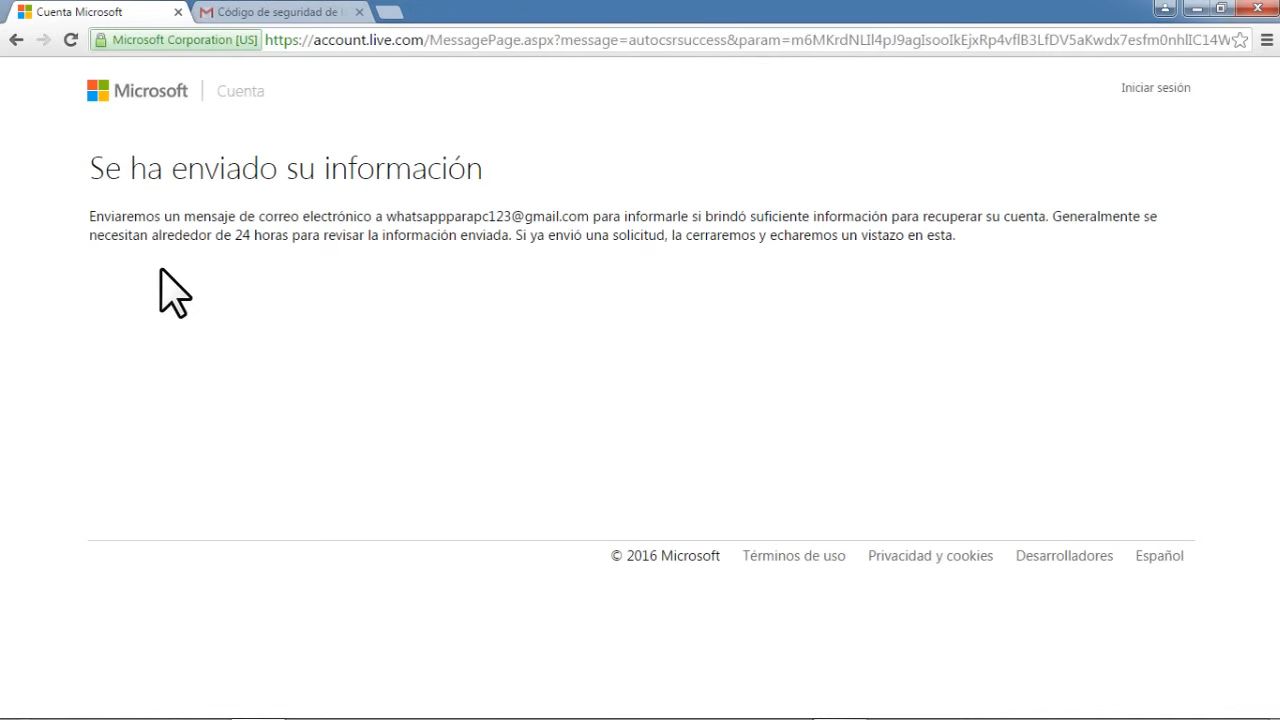 Cuenta Microsoft
Código de seguridad de l
Microsoft Corporation [US] https://account.live.com/MessagePage.aspx?message=autocsrsuccess&param=m6MKrdNLIl4pJ9agIsooIkEjxRp4vflB3LfDV5aKwdx7esfm0nhlIC14W
Microsoft Cuenta
Iniciar sesión
Se ha enviado su información
Enviaremos un mensaje de correo electrónico a whatsappparapc123@gmail.com para informarle si brindó suficiente información para recuperar su cuenta. Generalmente se
necesitan alrededor de 24 horas para revisar la información enviada. Si ya envió una solicitud, la cerraremos y echaremos un vistazo en esta.
© 2016 Microsoft Términos de uso Privacidad y cookies Desarrolladores Español